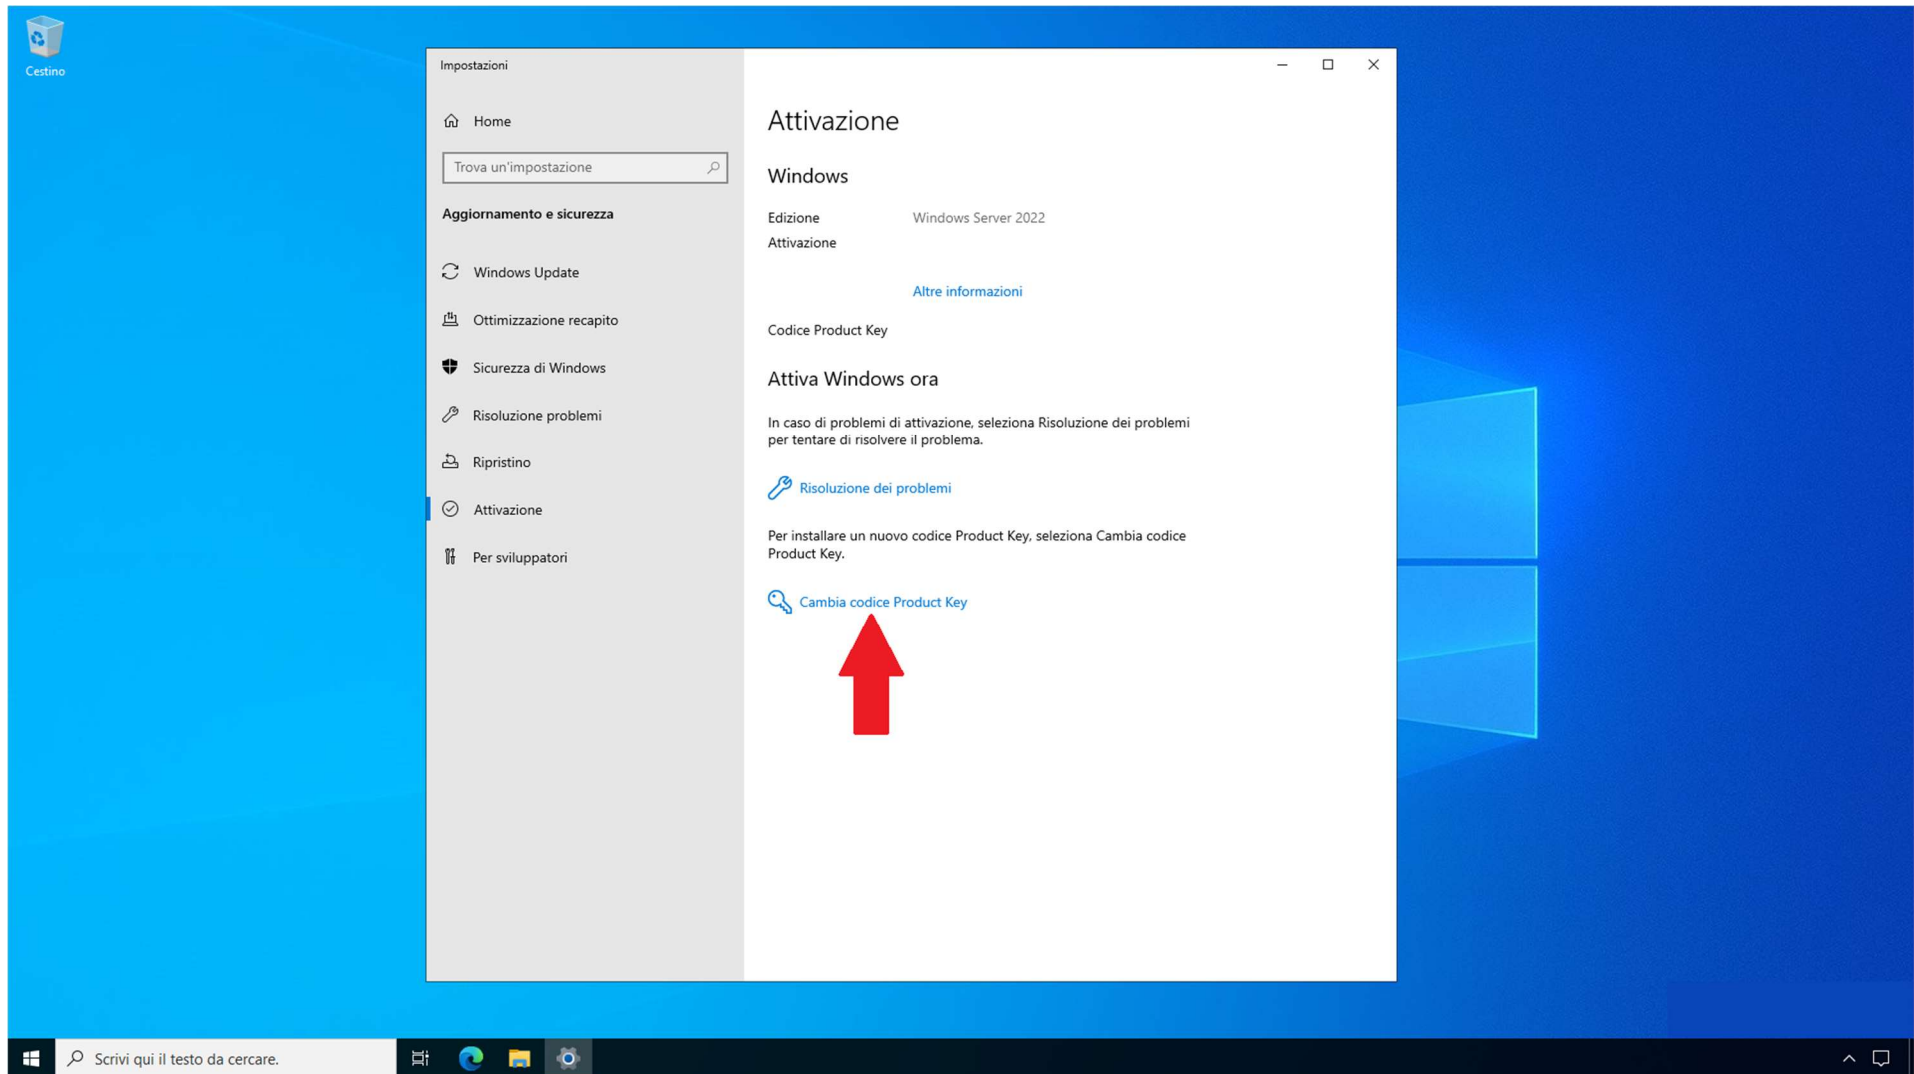 Cestino
Impostazioni
Home
Trova un'impostazione
Aggiornamento e sicurezza
Windows Update
Ottimizzazione recapito
Sicurezza di Windows
Risoluzione problemi
Ripristino
Attivazione
Per sviluppatori
Attivazione
Windows
Edizione Windows Server 2022
Attivazione
Altre informazioni
Codice Product Key
Attiva Windows ora
In caso di problemi di attivazione, seleziona Risoluzione dei problemi
per tentare di risolvere il problema.
Risoluzione dei problemi
Per installare un nuovo codice Product Key, seleziona Cambia codice
Product Key.
Cambia codice Product Key
Scrivi qui il testo da cercare.